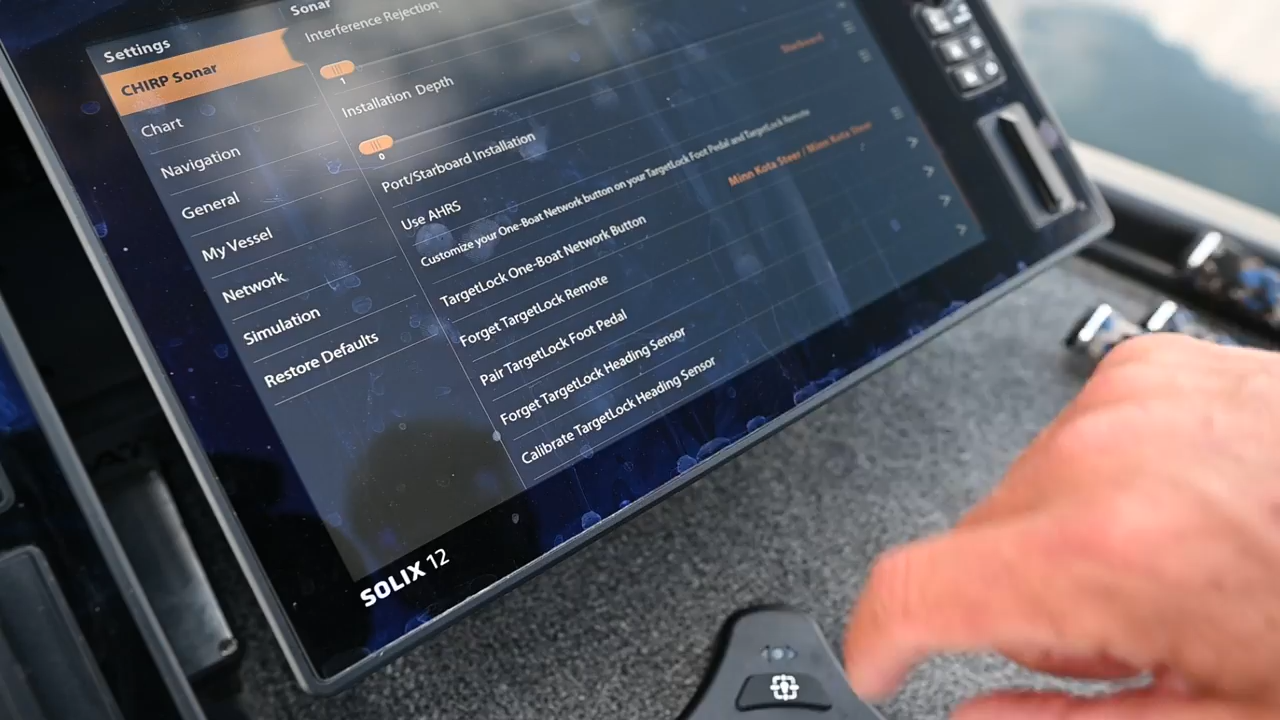 Settings
CHIRP Sonar
Chart
Navigation
General
My Vessel
Network
Simulation
Restore Defaults
Sonar
Interference Rejection
1
Installation Depth
0
Port/Starboard Installation
Starboard
Use AHRS
Customize your One-Boat Network button on your TargetLock Foot Pedal and TargetLock Remote
TargetLock One-Boat Network Button
Minn Kota Steer / Minn Kota Steer
Forget TargetLock Remote
Pair TargetLock Foot Pedal
Forget TargetLock Heading Sensor
Calibrate TargetLock Heading Sensor
SOLIX 12